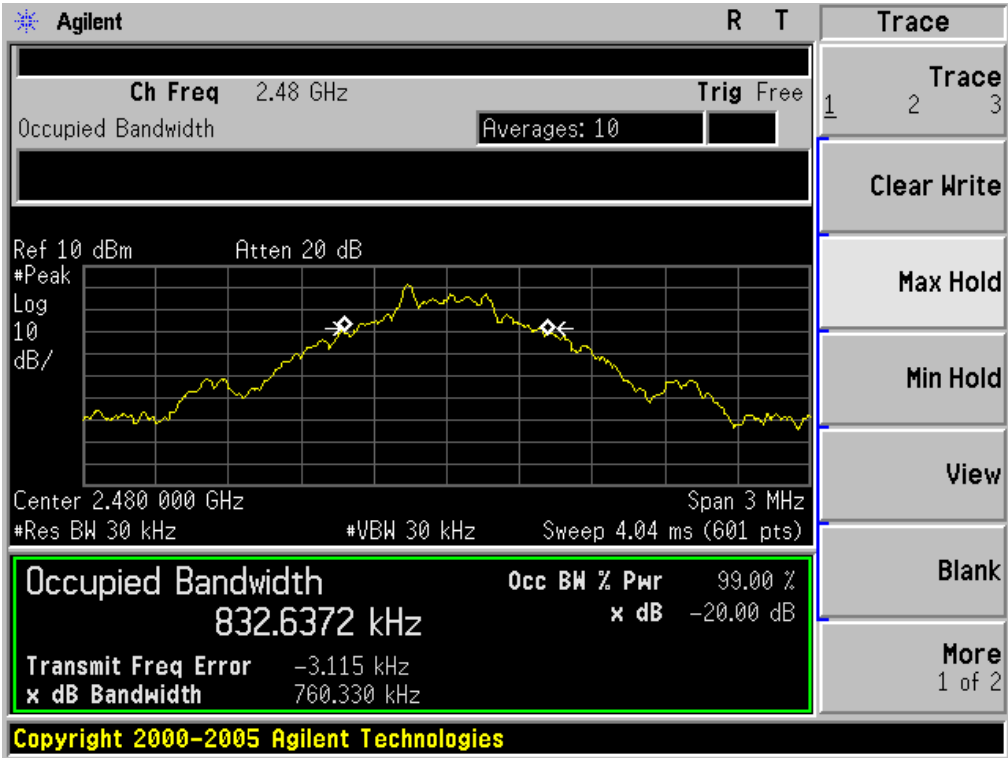 Agilent R T Trace
Ch Freq 2.48 GHz Trig Free
Occupied Bandwidth Averages: 10
Ref 10 dBm Atten 20 dB
#Peak
Log
10
dB/
Center 2.480 000 GHz Span 3 MHz
#Res BW 30 kHz #VBW 30 kHz Sweep 4.04 ms (601 pts)
Occupied Bandwidth Occ BW % Pwr 99.00 %
832.6372 kHz x dB -20.00 dB
Transmit Freq Error -3.115 kHz
x dB Bandwidth 760.330 kHz
Copyright 2000-2005 Agilent Technologies
Trace
1 2 3
Clear Write
Max Hold
Min Hold
View
Blank
More
1 of 2